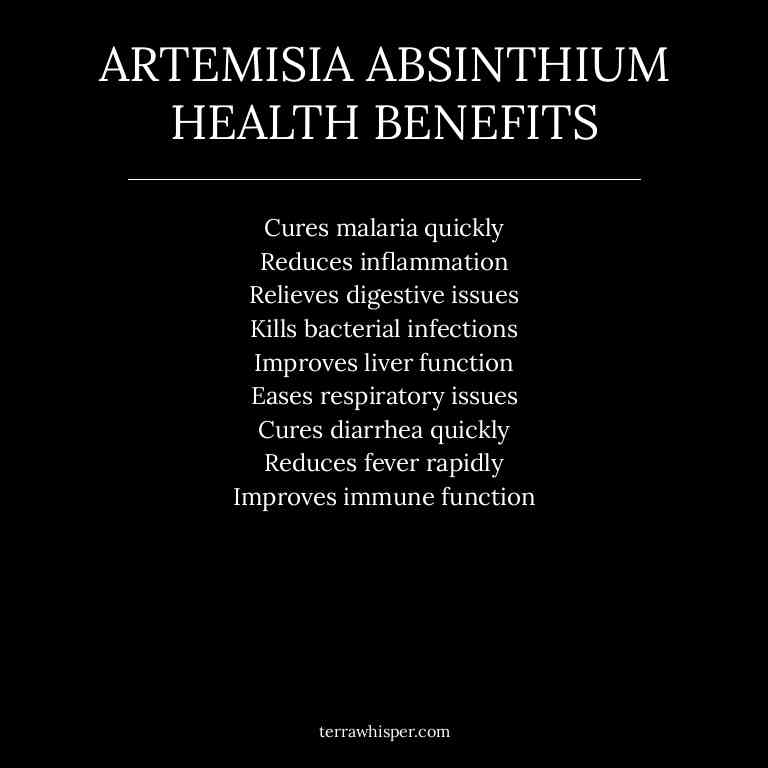 ARTEMISIA ABSINTHIUM
HEALTH BENEFITS
Cures malaria quickly
Reduces inflammation
Relieves digestive issues
Kills bacterial infections
Improves liver function
Eases respiratory issues
Cures diarrhea quickly
Reduces fever rapidly
Improves immune function
terrawhisper.com